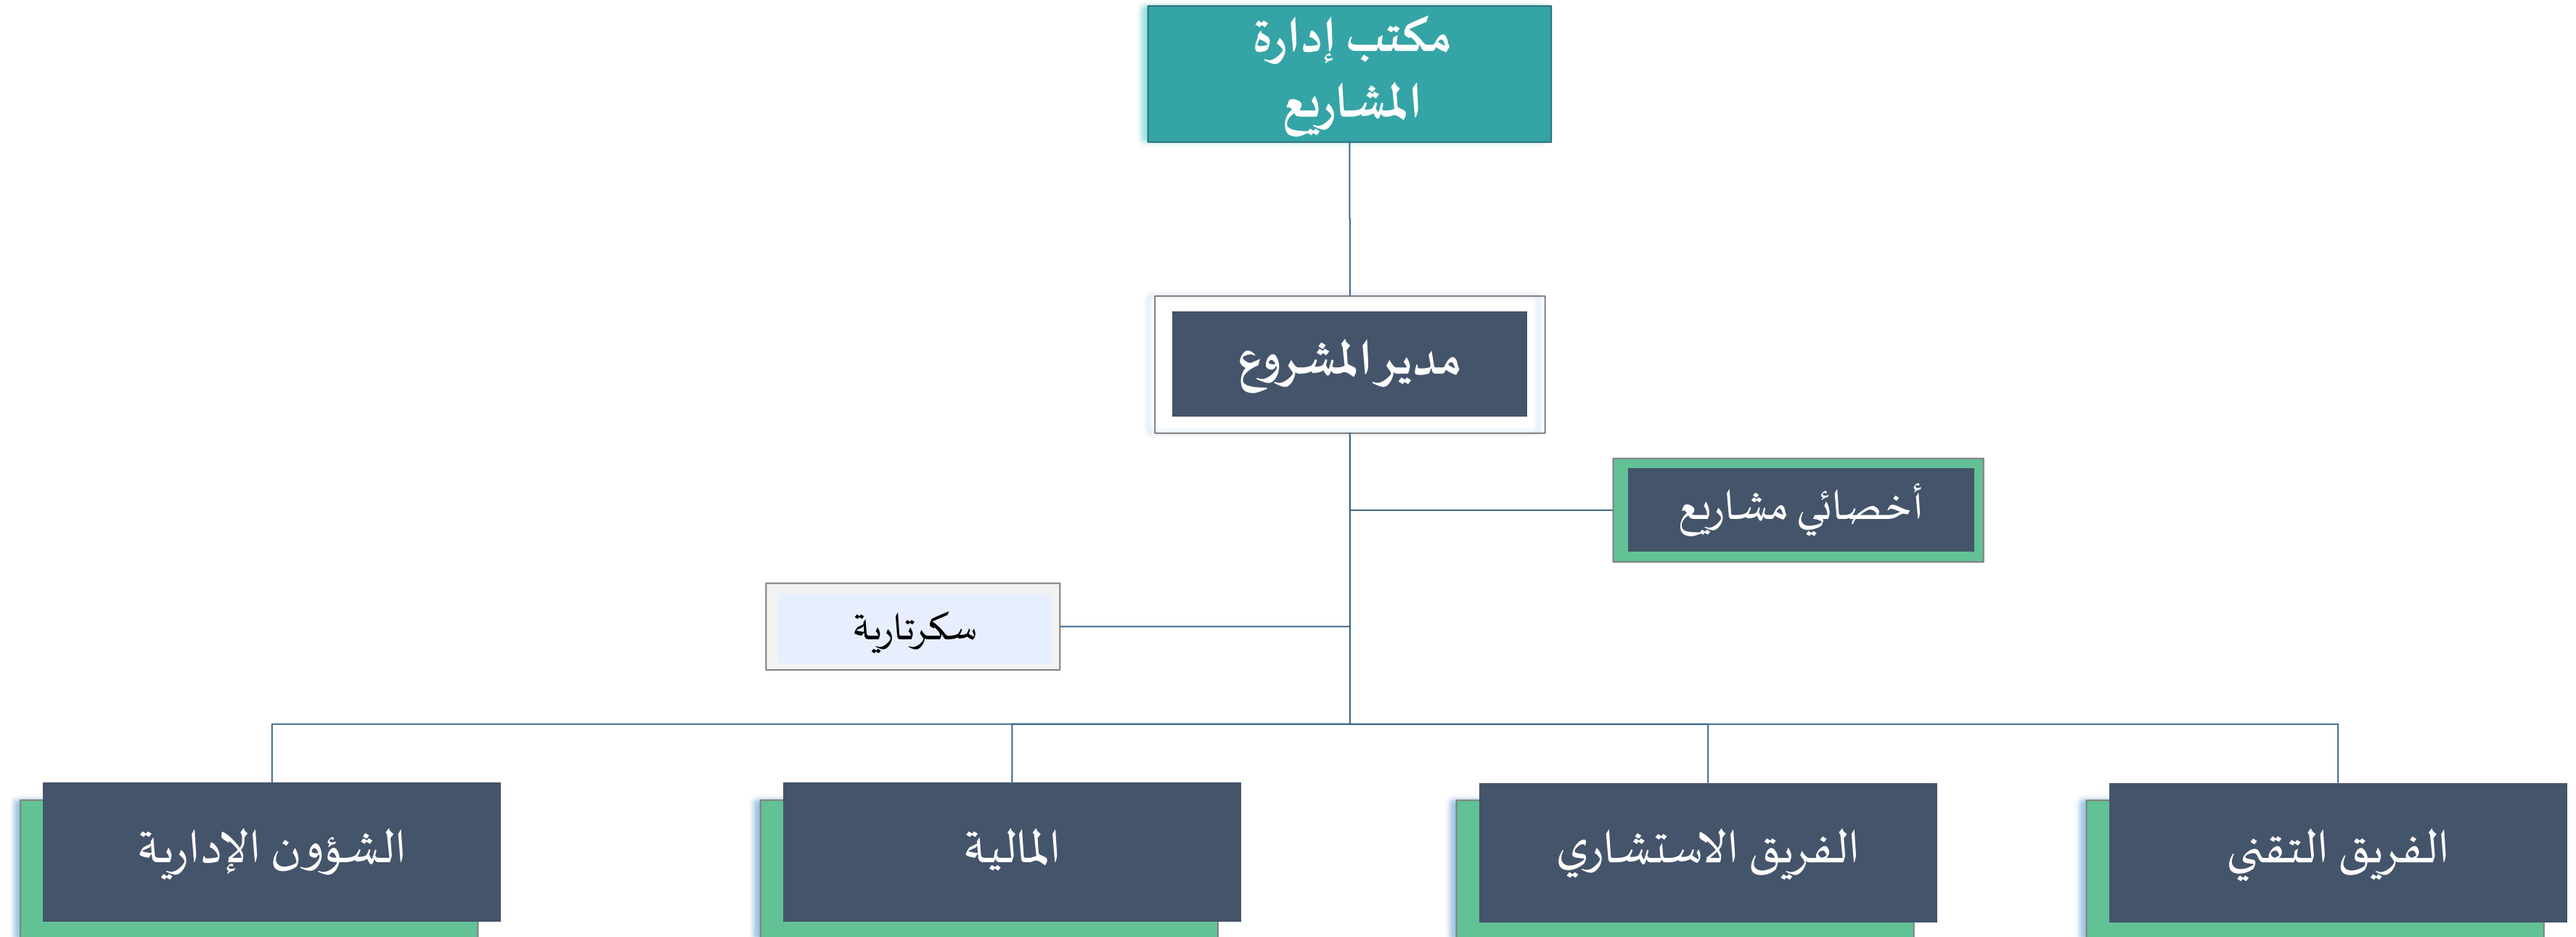 مكتب إدارة
المشاريع
مدير المشروع
أخصائي مشاريع
سكرتارية
الفريق التقني
الفريق الاستشاري
المالية
الشؤون الإدارية